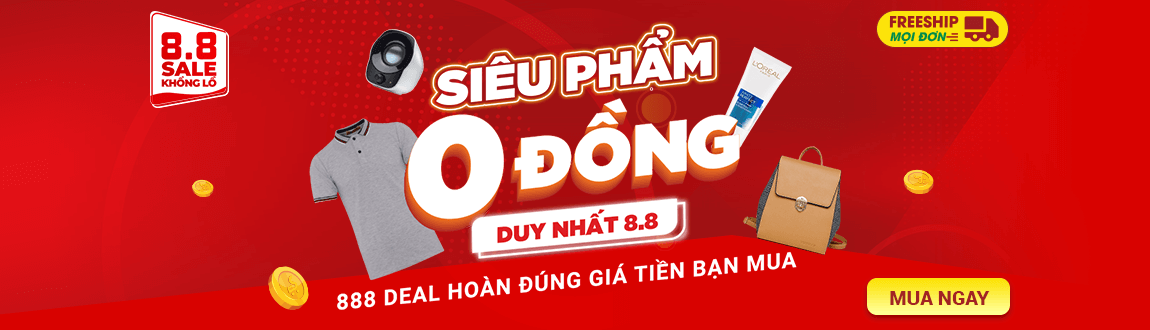 8.8
SALE
KHỔNG LỒ
SIÊU PHẨM
0 ĐỒNG
DUY NHẤT 8.8
888 DEAL HOÀN ĐÚNG GIÁ TIỀN BẠN MUA
L'OREAL
FREESHIP
MỌI ĐƠN
MUA NGAY